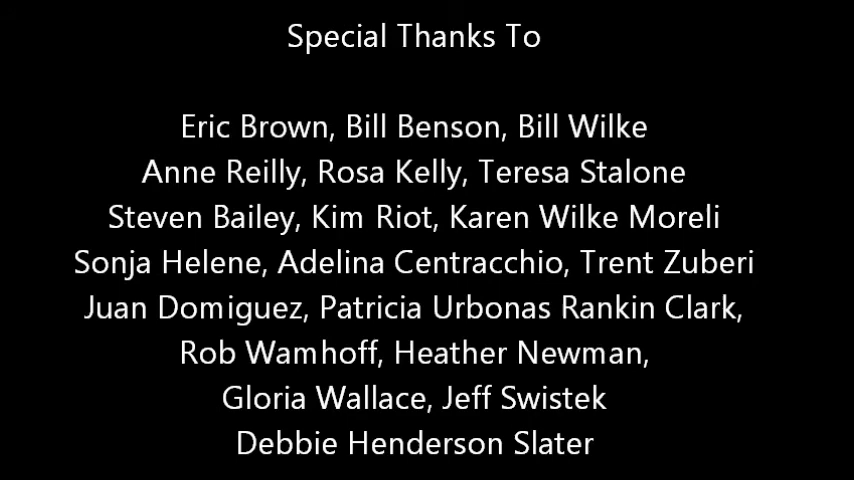 Special Thanks To
Eric Brown, Bill Benson, Bill Wilke
Anne Reilly, Rosa Kelly, Teresa Stalone
Steven Bailey, Kim Riot, Karen Wilke Moreli
Sonja Helene, Adelina Centracchio, Trent Zuberi
Juan Domiguez, Patricia Urbonas Rankin Clark,
Rob Wamhoff, Heather Newman,
Gloria Wallace, Jeff Swistek
Debbie Henderson Slater